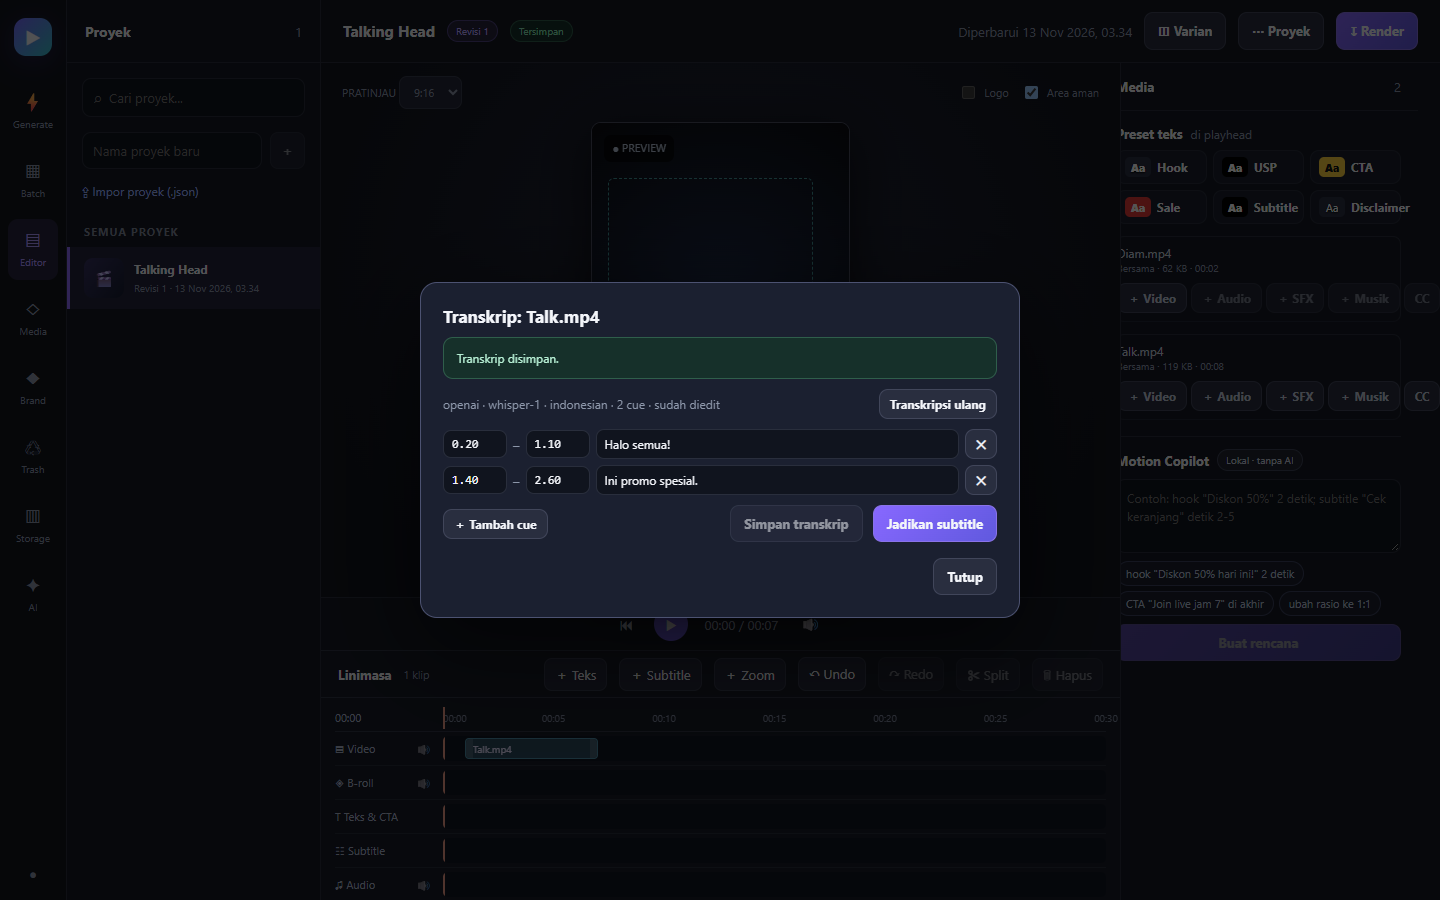 Proyek 1
Talking Head Revisi 1 Tersimpan Diperbarui 13 Nov 2026, 03.34 Varian ··· Proyek Render
Generate
Batch
Editor
Media
Brand
Trash
Storage
AI
Cari proyek...
Nama proyek baru +
Impor proyek (.json)
SEMUA PROYEK
Talking Head
Revisi 1 · 13 Nov 2026, 03.34
PRATINJAU 9:16 Logo Area aman
● PREVIEW
Transkrip: Talk.mp4
Transkrip disimpan.
openai · whisper-1 · indonesian · 2 cue · sudah diedit Transkripsi ulang
0.20 – 1.10 Halo semua! ✕
1.40 – 2.60 Ini promo spesial. ✕
+ Tambah cue Simpan transkrip Jadikan subtitle
Tutup
00:00 / 00:07
Linimasa 1 klip + Teks + Subtitle + Zoom Undo Redo Split Hapus
00:00 00:00 00:05 00:10 00:15 00:20 00:25 00:30
Video Talk.mp4
B-roll
T Teks & CTA
Subtitle
Audio
Media 2
Preset teks di playhead
Aa Hook Aa USP Aa CTA
Aa Sale Aa Subtitle Aa Disclaimer
Diam.mp4
Bersama · 62 KB · 00:02
+ Video + Audio + SFX + Musik CC
Talk.mp4
Bersama · 119 KB · 00:08
+ Video + Audio + SFX + Musik CC
Motion Copilot Lokal · tanpa AI
Contoh: hook "Diskon 50%" 2 detik; subtitle "Cek
keranjang" detik 2-5
hook "Diskon 50% hari ini!" 2 detik
CTA "Join live jam 7" di akhir ubah rasio ke 1:1
Buat rencana